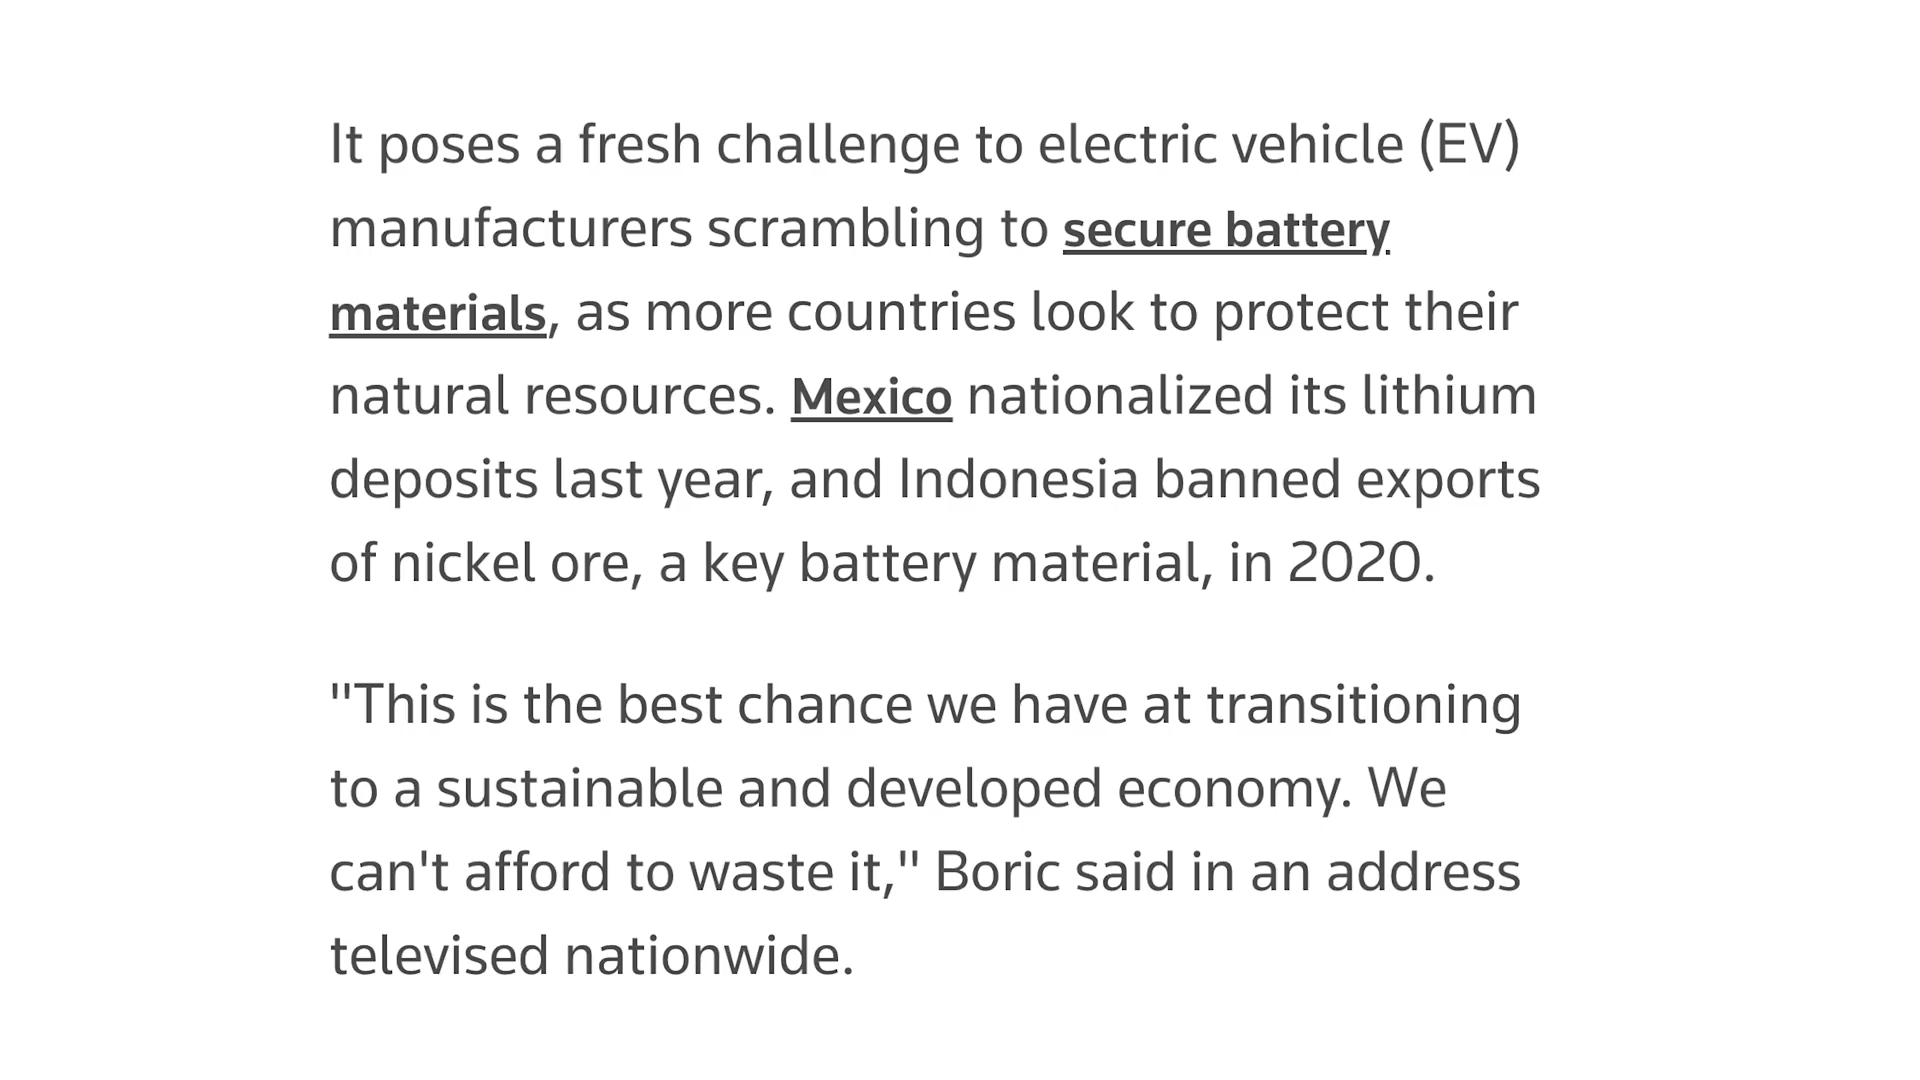 It poses a fresh challenge to electric vehicle (EV)
manufacturers scrambling to secure battery
materials, as more countries look to protect their
natural resources. Mexico nationalized its lithium
deposits last year, and Indonesia banned exports
of nickel ore, a key battery material, in 2020.
"This is the best chance we have at transitioning
to a sustainable and developed economy. We
can't afford to waste it," Boric said in an address
televised nationwide.